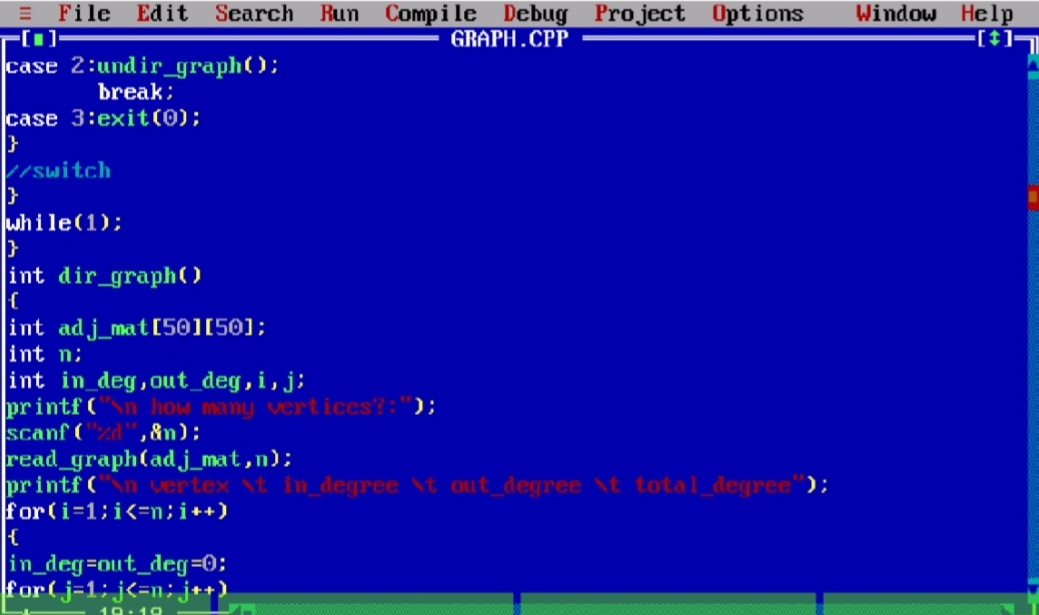 ≡ File Edit Search Run Compile Debug Project Options Window Help
[■] GRAPH.CPP [↕]
case 2:undir_graph();
break;
case 3:exit(0);
}
//switch
}
while(1);
}
int dir_graph()
{
int adj_mat[50][50];
int n;
int in_deg,out_deg,i,j;
printf("\n how many vertices?:");
scanf("%d",&n);
read_graph(adj_mat,n);
printf("\n vertex \t in_degree \t out_degree \t total_degree");
for(i=1;i<=n;i++)
{
in_deg=out_deg=0;
for(j=1;j<=n;j++)